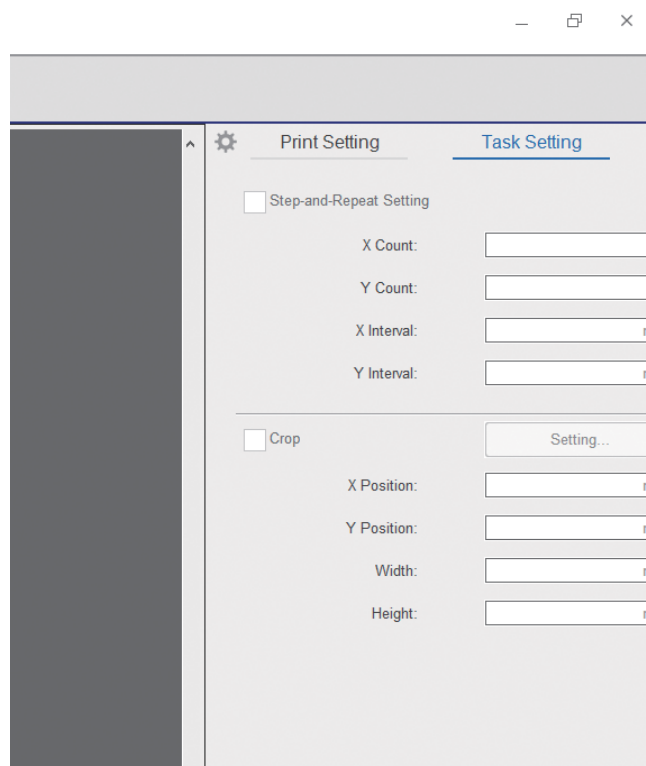 Print Setting
Task Setting
Step-and-Repeat Setting
X Count:
Y Count:
X Interval:
Y Interval:
Crop
Setting...
X Position:
Y Position:
Width:
Height: